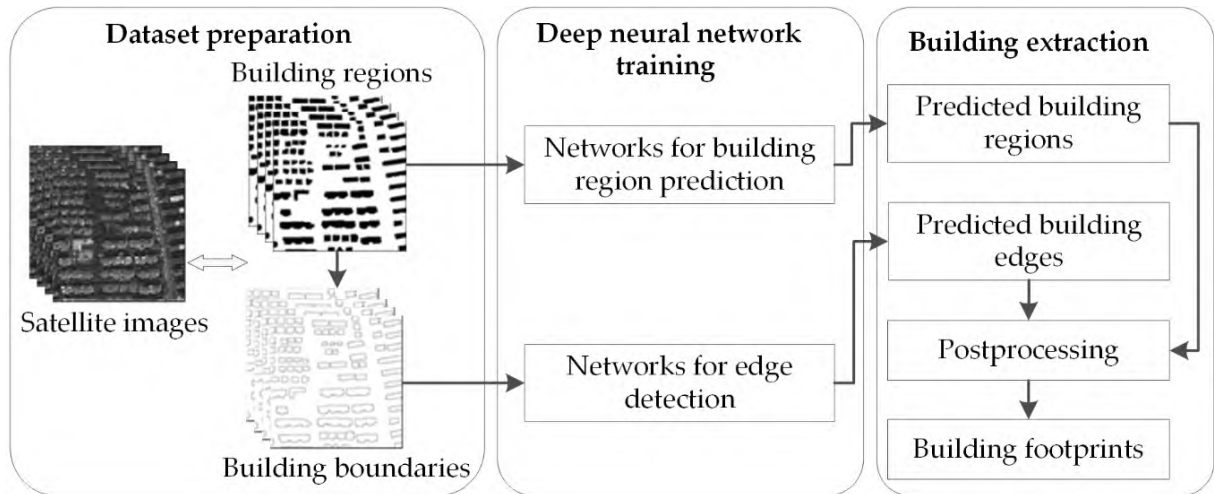 Dataset preparation
Building regions
Satellite images
Building boundaries
Deep neural network
training
Networks for building
region prediction
Networks for edge
detection
Building extraction
Predicted building
regions
Predicted building
edges
Postprocessing
Building footprints